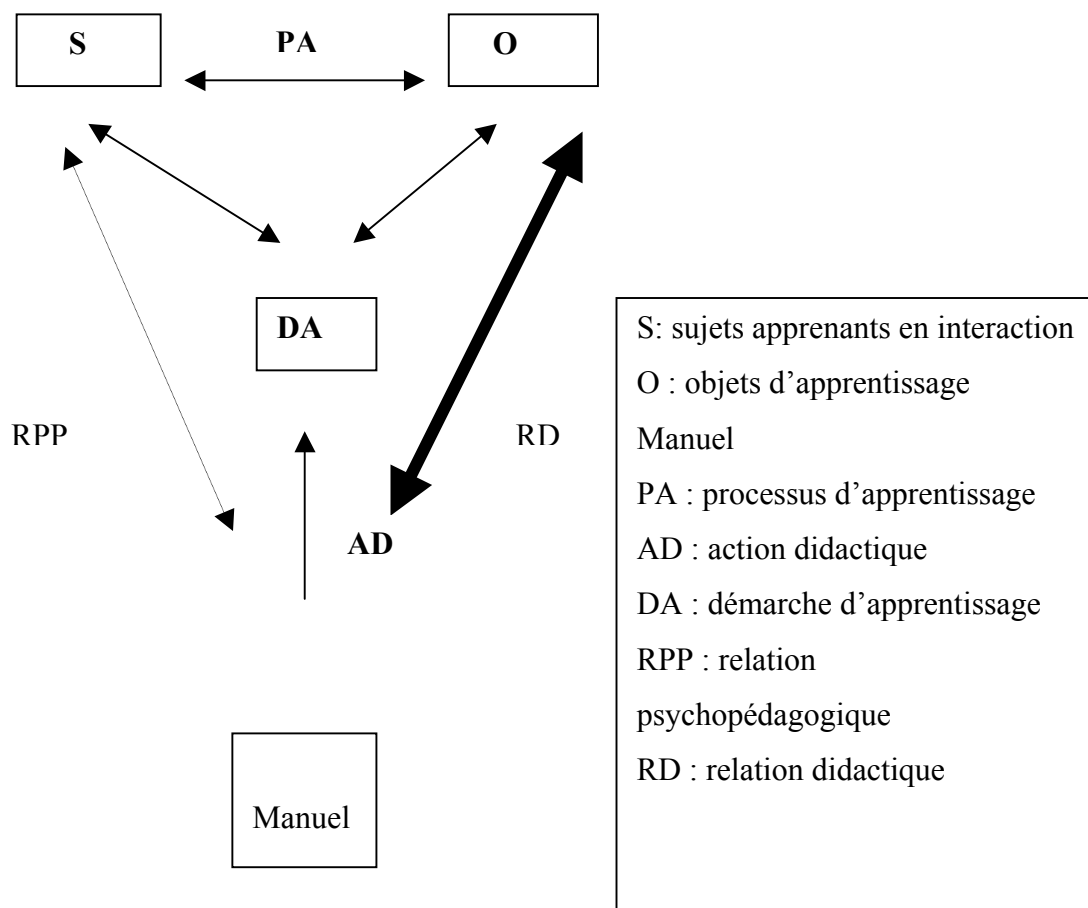 S PA O
DA
RPP RD
AD
Manuel
S: sujets apprenants en interaction
O : objets d’apprentissage
Manuel
PA : processus d’apprentissage
AD : action didactique
DA : démarche d’apprentissage
RPP : relation
psychopédagogique
RD : relation didactique